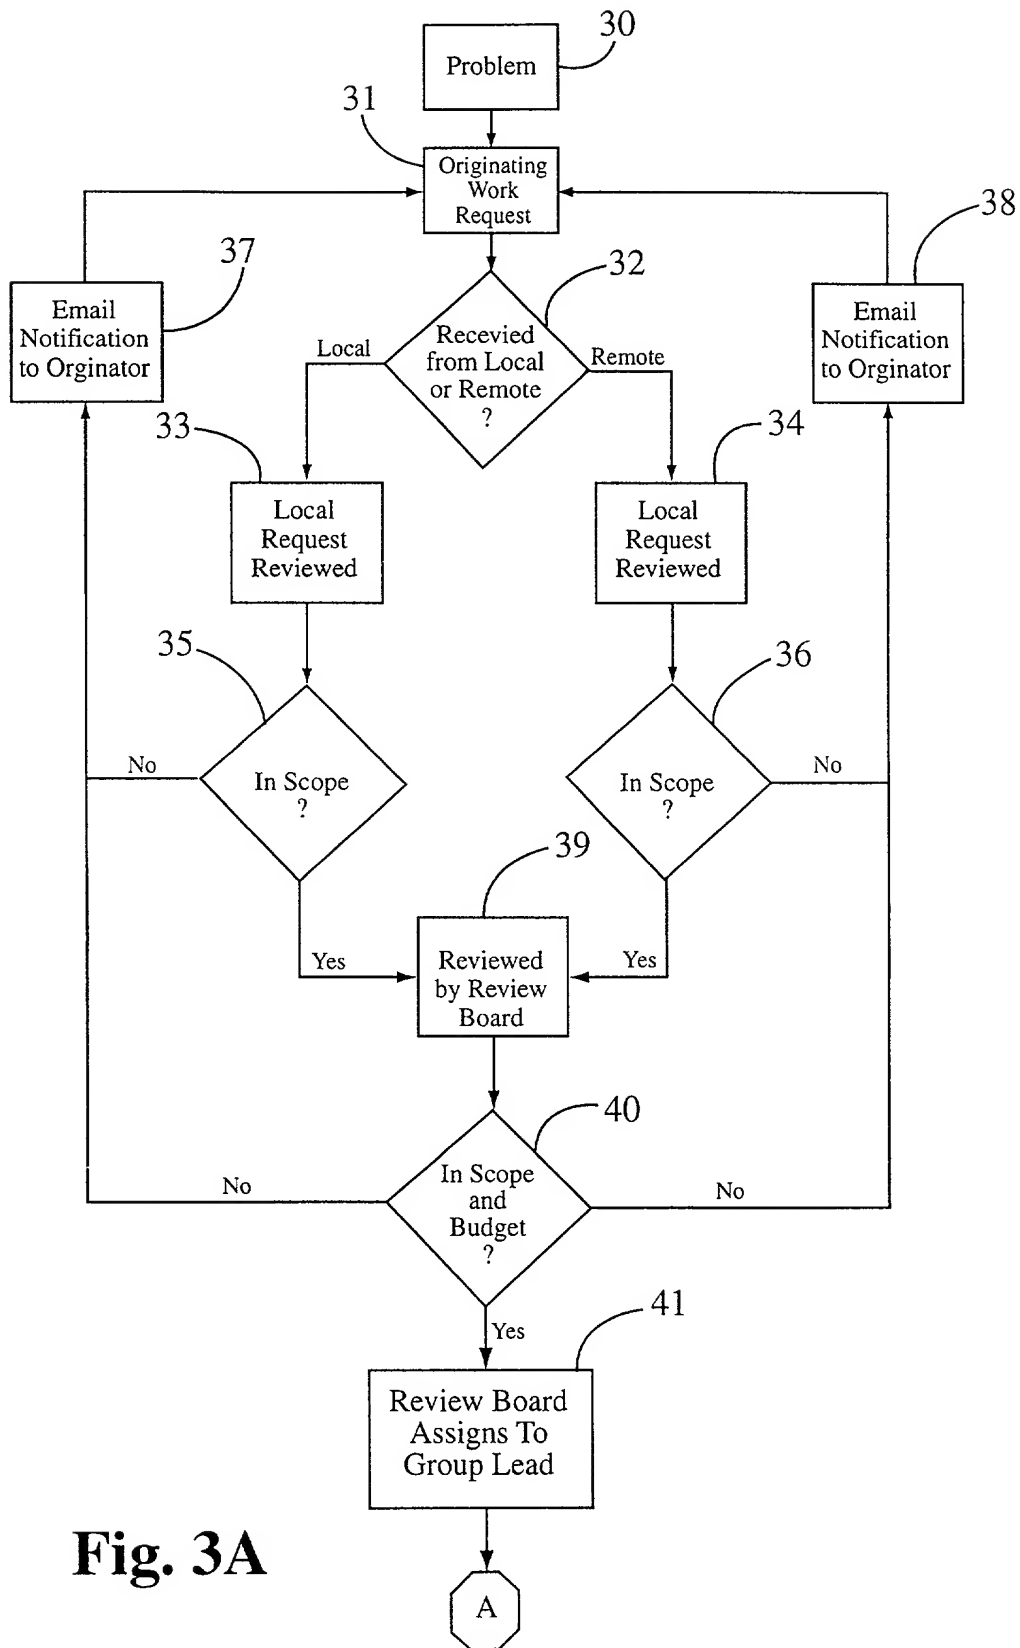 30
Problem
31
Originating
Work
Request
38
37
32
Email
Notification
to Orginator
Email
Notification
to Orginator
Local
Recevied
from Local
or Remote
?
Remote
33
34
Local
Request
Reviewed
Local
Request
Reviewed
35
36
No
In Scope
?
In Scope
?
No
39
Yes
Reviewed
by Review
Board
Yes
40
No
In Scope
and
Budget
?
No
41
Yes
Review Board
Assigns To
Group Lead
Fig. 3A
A